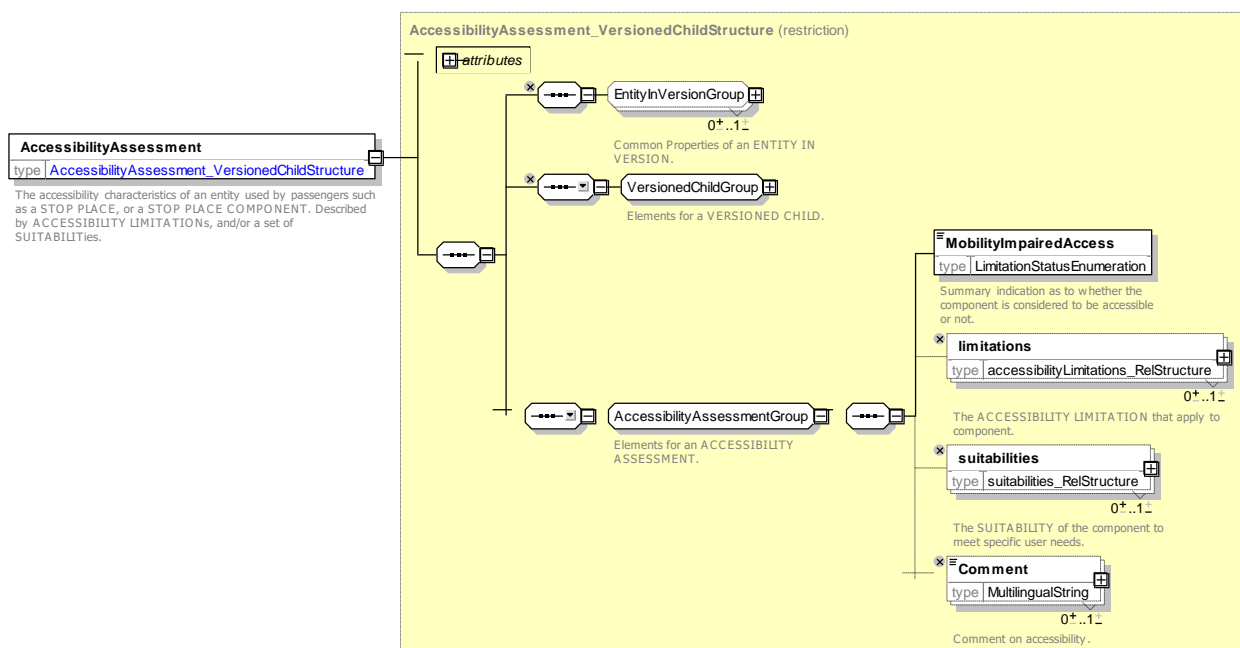 AccessibilityAssessment_VersionedChildStructure (restriction)
attributes
EntityInVersionGroup
0..1
Common Properties of an ENTITY IN
VERSION.
AccessibilityAssessment
type AccessibilityAssessment_VersionedChildStructure
The accessibility characteristics of an entity used by passengers such
as a STOP PLACE, or a STOP PLACE COMPONENT. Described
by ACCESSIBILITY LIMITATIONs, and/or a set of
SUITABILITies.
VersionedChildGroup
Elements for a VERSIONED CHILD.
MobilityImpairedAccess
type LimitationStatusEnumeration
Summary indication as to whether the
component is considered to be accessible
or not.
limitations
type accessibilityLimitations_RelStructure
0..1
The ACCESSIBILITY LIMITATION that apply to
component.
AccessibilityAssessmentGroup
Elements for an ACCESSIBILITY
ASSESSMENT.
suitabilities
type suitabilities_RelStructure
0..1
The SUITABILITY of the component to
meet specific user needs.
Comment
type MultilingualString
0..1
Comment on accessibility.